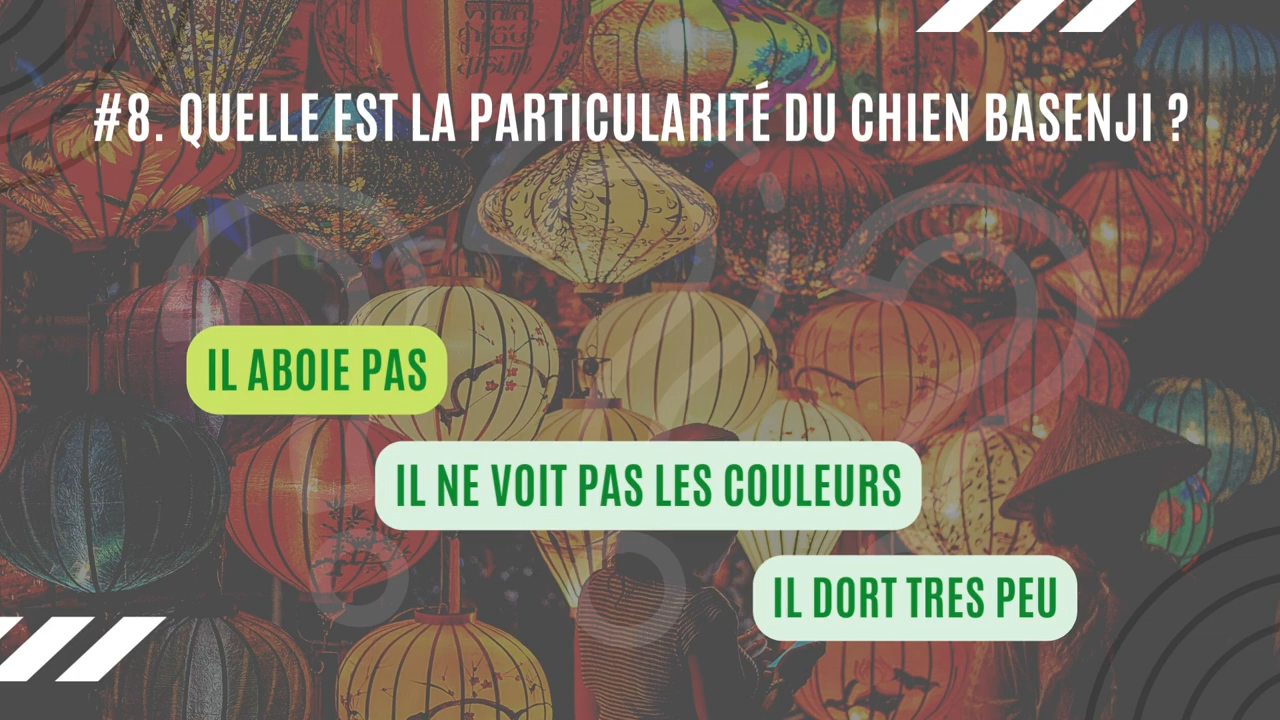 #8. QUELLE EST LA PARTICULARITÉ DU CHIEN BASENJI ?
IL ABOIE PAS
IL NE VOIT PAS LES COULEURS
IL DORT TRES PEU